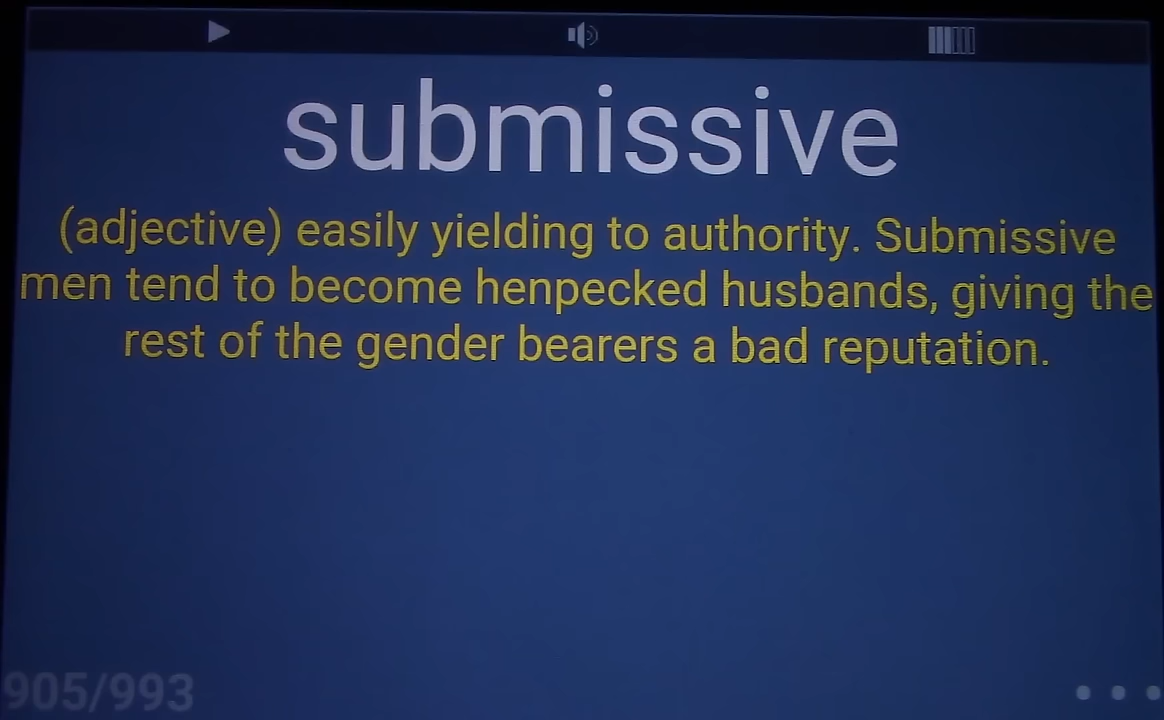 submissive
(adjective) easily yielding to authority. Submissive
men tend to become henpecked husbands, giving the
rest of the gender bearers a bad reputation.
905/993